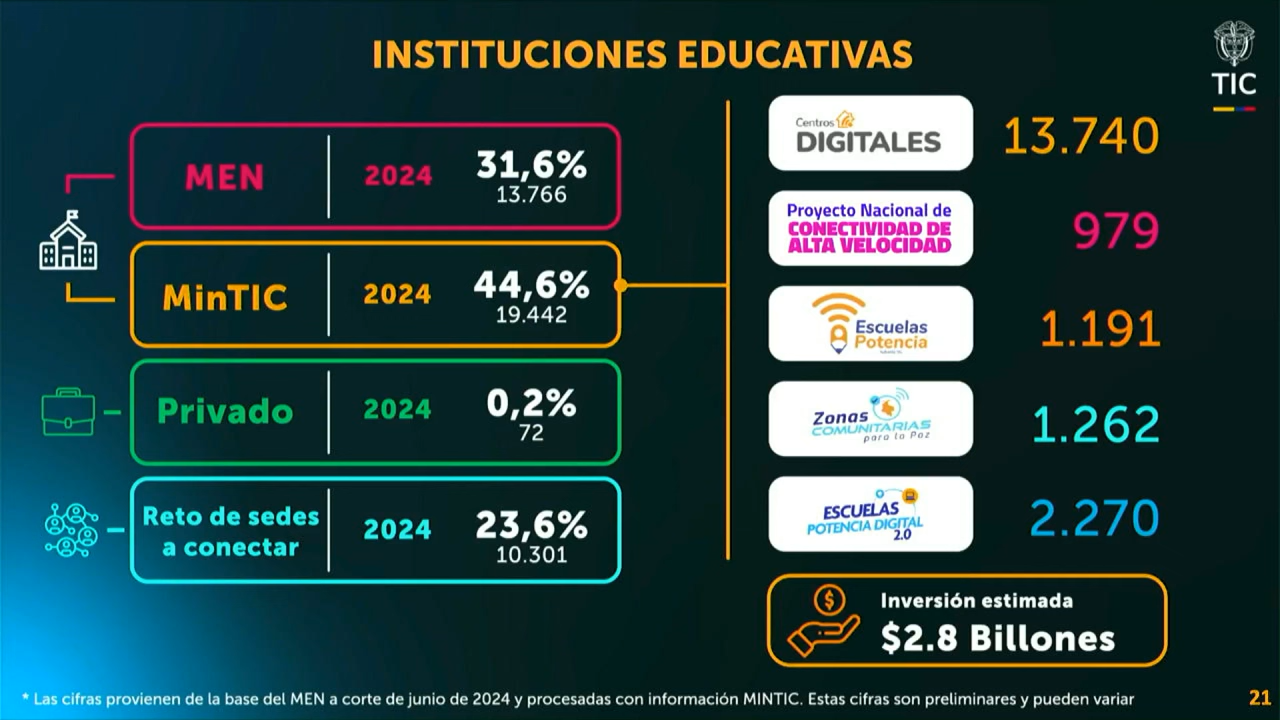 INSTITUCIONES EDUCATIVAS
TIC
MEN
2024
31,6%
13.766
MinTIC
2024
44,6%
19.442
Privado
2024
0,2%
72
Reto de sedes
a conectar
2024
23,6%
10.301
Centros
DIGITALES
13.740
Proyecto Nacional de
CONECTIVIDAD DE
ALTA VELOCIDAD
979
Escuelas
Potencia
1.191
Zonas
COMUNITARIAS
para la Paz
1.262
ESCUELAS
POTENCIA DIGITAL
2.0
2.270
Inversión estimada
$2.8 Billones
* Las cifras provienen de la base del MEN a corte de junio de 2024 y procesadas con información MINTIC. Estas cifras son preliminares y pueden variar
21